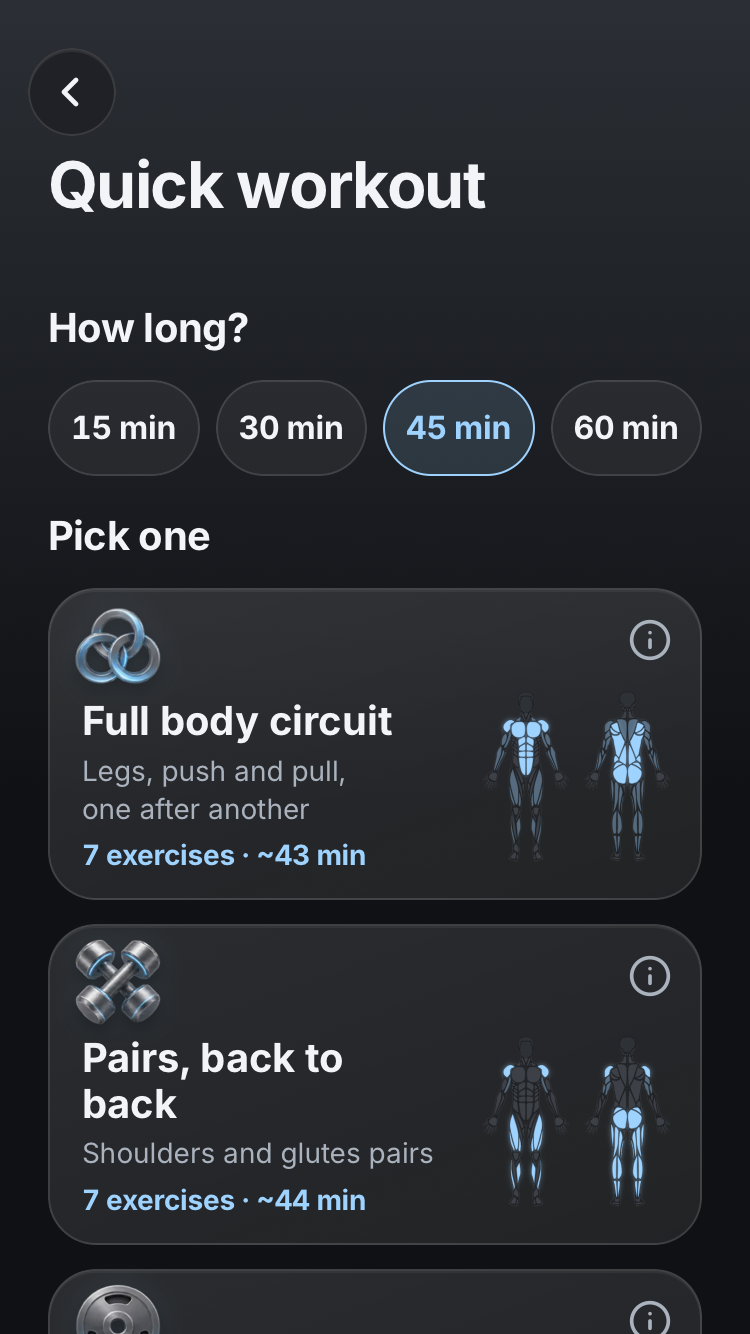 Quick workout
How long?
15 min 30 min 45 min 60 min
Pick one
Full body circuit
Legs, push and pull,
one after another
7 exercises · ~43 min
Pairs, back to
back
Shoulders and glutes pairs
7 exercises · ~44 min